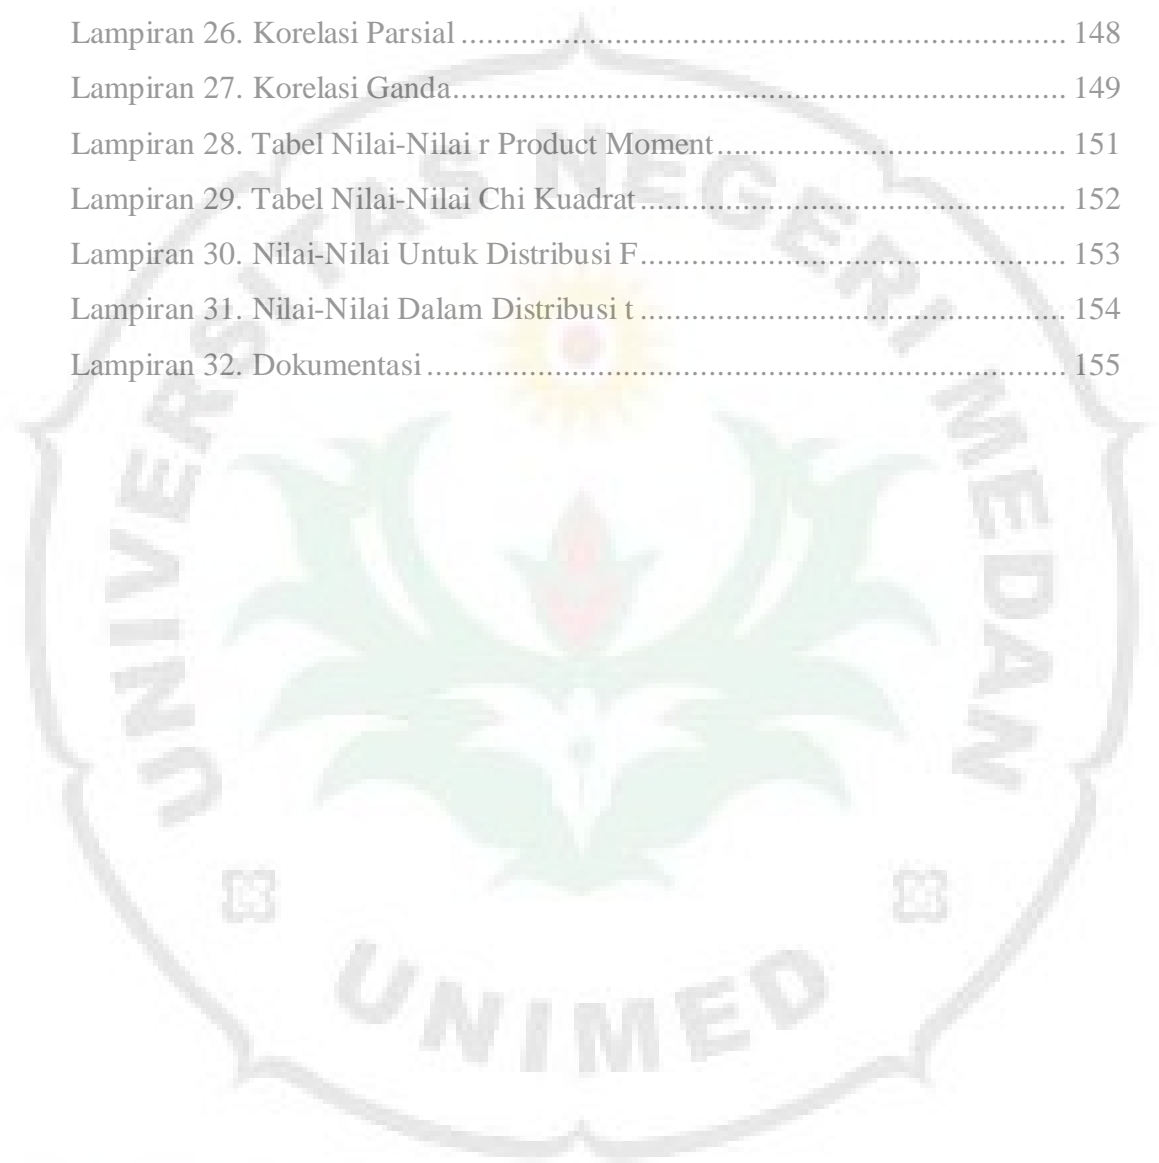 Lampiran 26. Korelasi Parsial ........................................................................ 148
Lampiran 27. Korelasi Ganda......................................................................... 149
Lampiran 28. Tabel Nilai-Nilai r Product Moment.......................................... 151
Lampiran 29. Tabel Nilai-Nilai Chi Kuadrat ................................................... 152
Lampiran 30. Nilai-Nilai Untuk Distribusi F................................................... 153
Lampiran 31. Nilai-Nilai Dalam Distribusi t ................................................... 154
Lampiran 32. Dokumentasi ............................................................................ 155
UNIVERSITAS NEGERI MEDAN
UNIMED